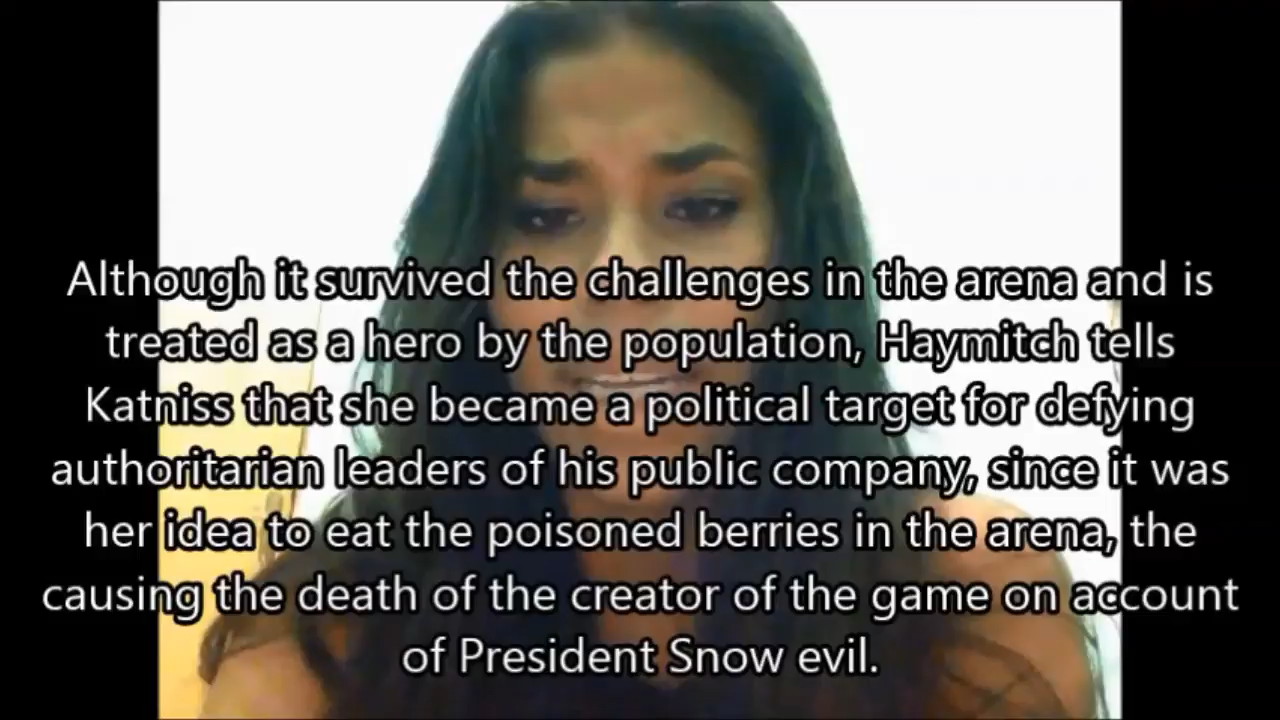 Although it survived the challenges in the arena and is
treated as a hero by the population, Haymitch tells
Katniss that she became a political target for defying
authoritarian leaders of his public company, since it was
her idea to eat the poisoned berries in the arena, the
causing the death of the creator of the game on account
of President Snow evil.